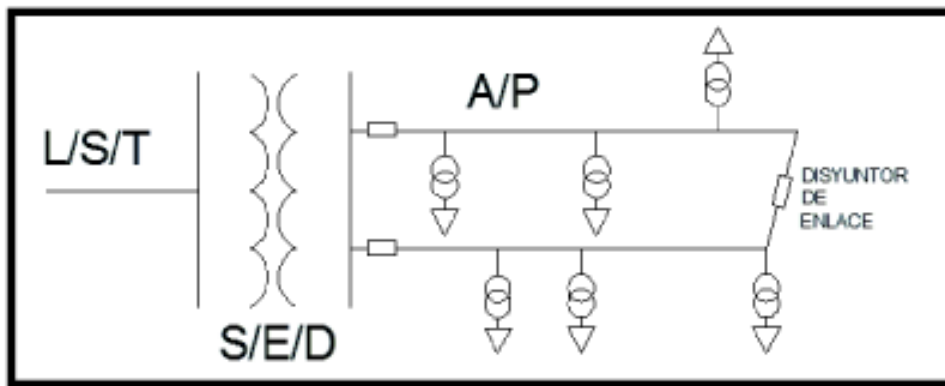 A/P
L/S/T
DISYUNTOR
DE
ENLACE
S/E/D